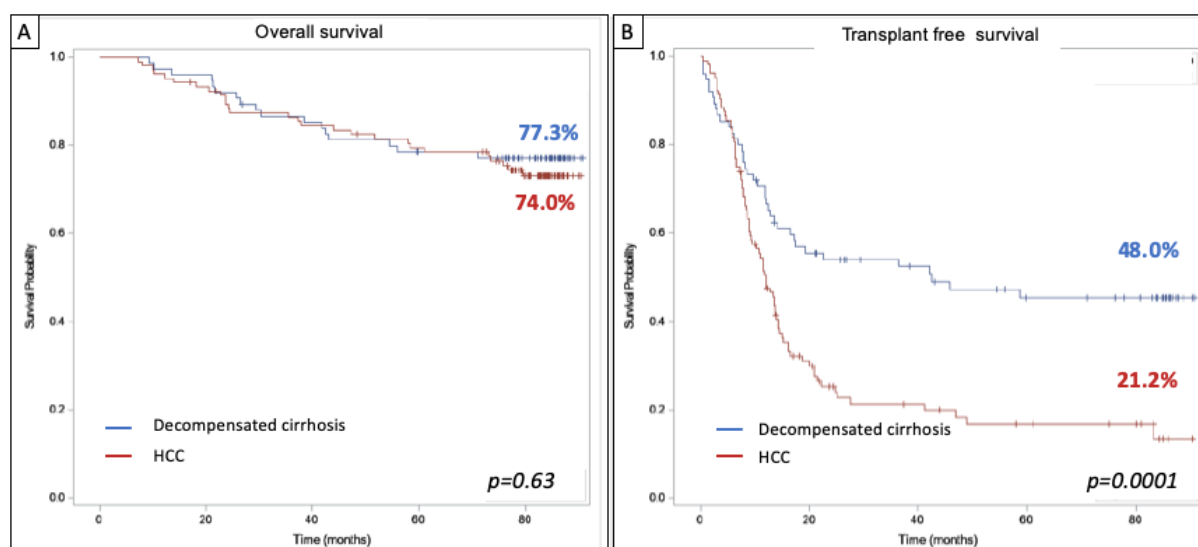 A
Overall survival
1.0
0.8
0.6
0.4
0.2
0.0
Survival Probability
77.3%
74.0%
Decompensated cirrhosis
HCC
p=0.63
0 20 40 60 80
Time (months)
B
Transplant free survival
1.0
0.8
0.6
0.4
0.2
0.0
Survival Probability
48.0%
21.2%
Decompensated cirrhosis
HCC
p=0.0001
0 20 40 60 80
Time (months)